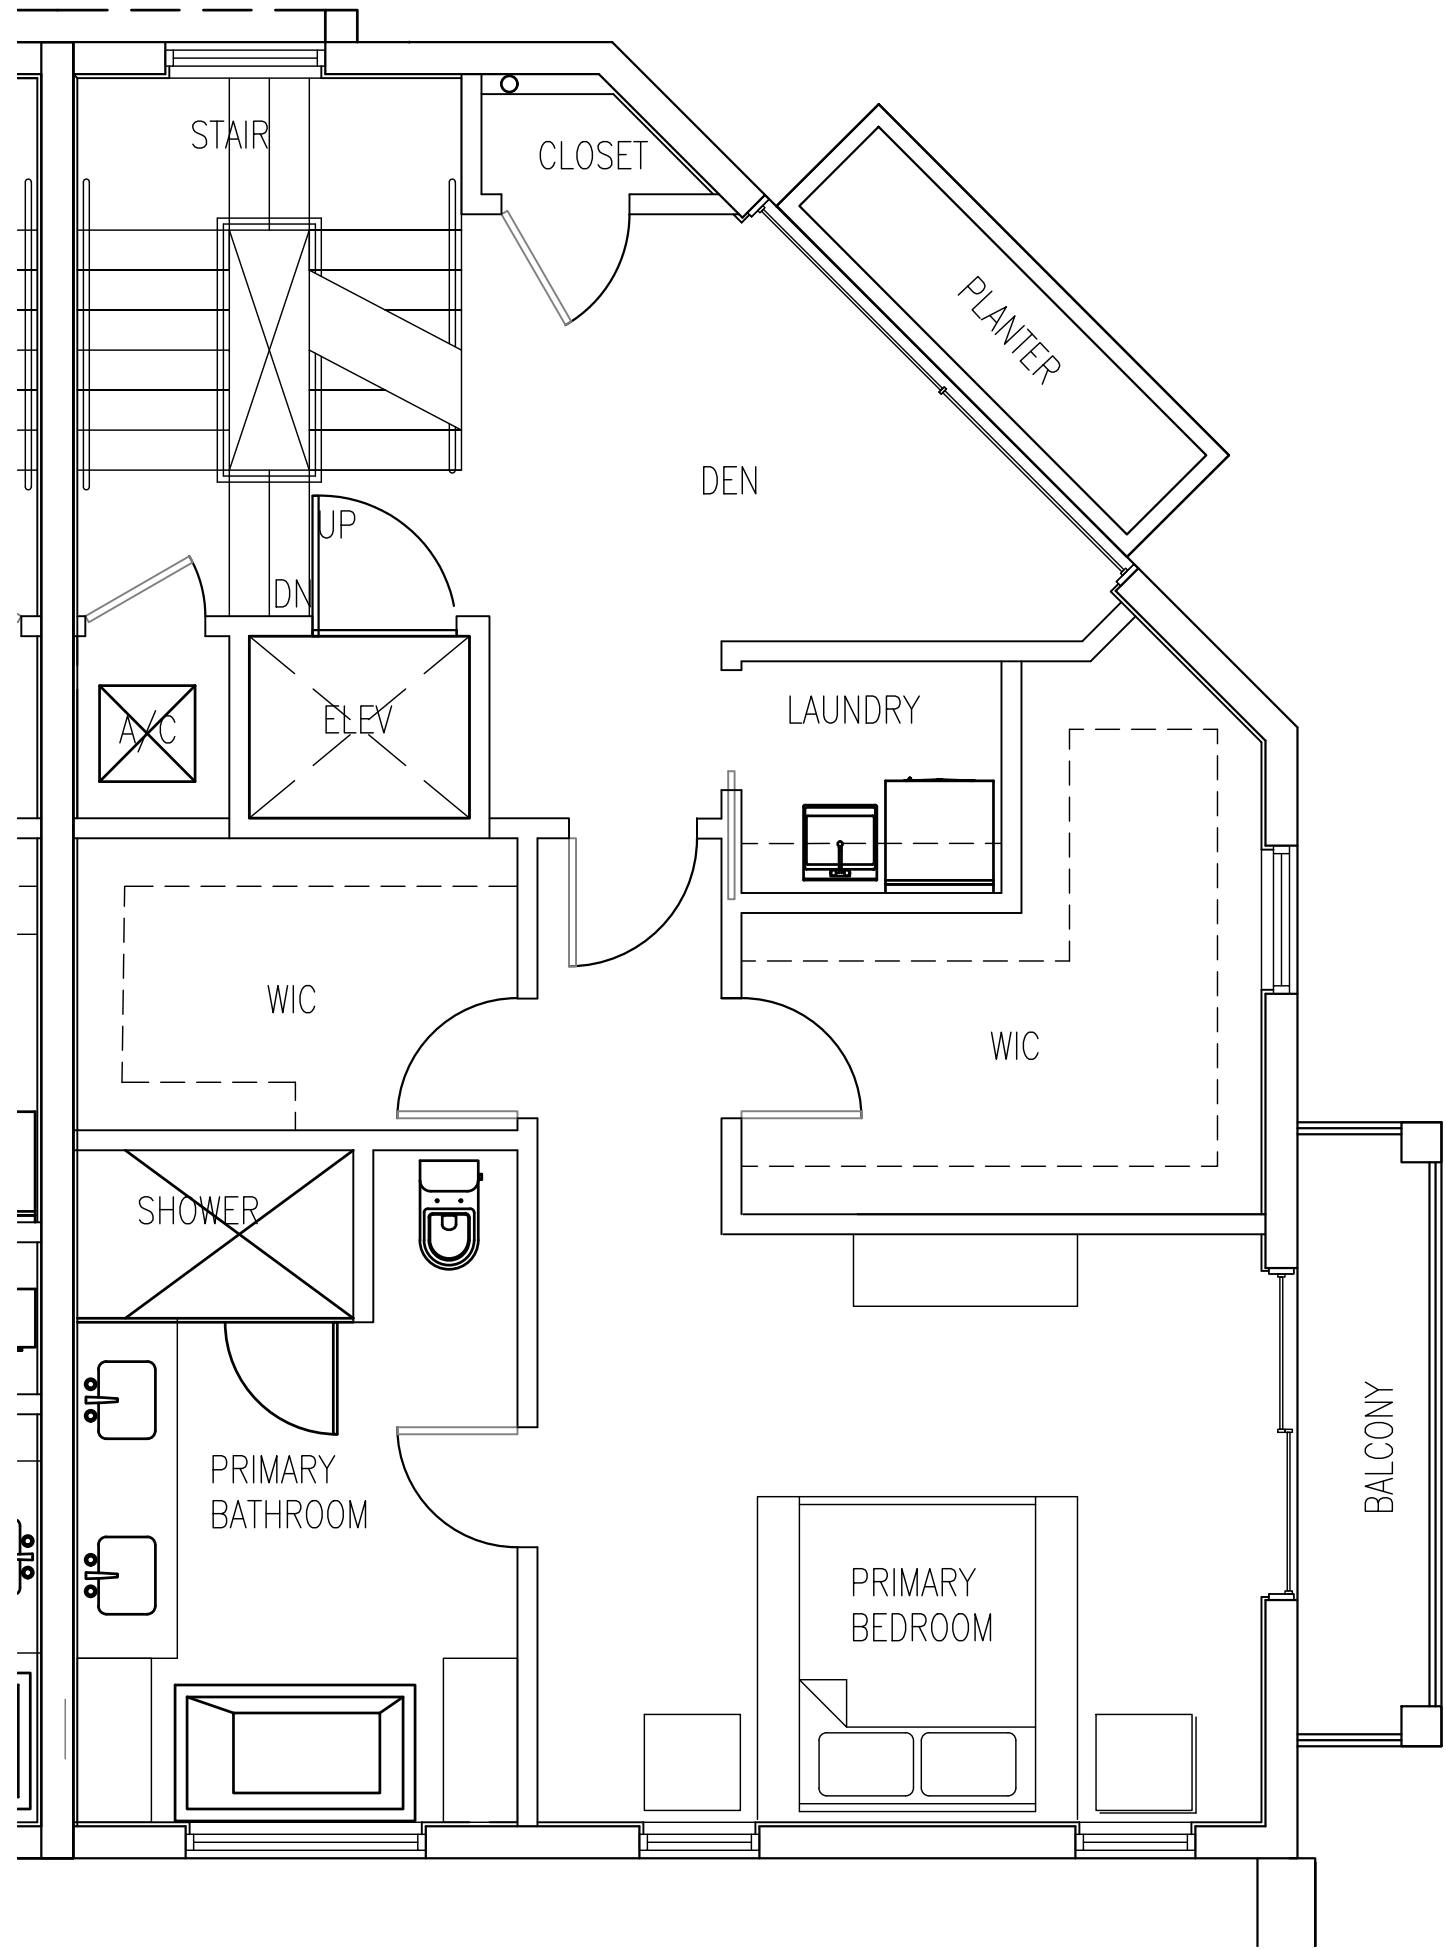 STAIR
CLOSET
PLANTER
DEN
UP
DN
LAUNDRY
A/C
ELEV
WIC
WIC
SHOWER
BALCONY
PRIMARY
BATHROOM
PRIMARY
BEDROOM